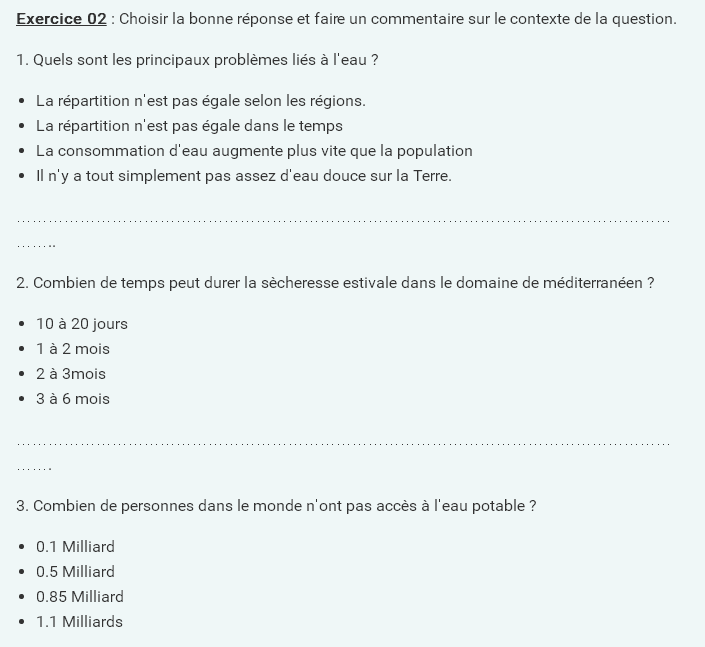 Exercice 02 : Choisir la bonne réponse et faire un commentaire sur le contexte de la question.
1. Quels sont les principaux problèmes liés à l'eau ?
• La répartition n'est pas égale selon les régions.
• La répartition n'est pas égale dans le temps
• La consommation d'eau augmente plus vite que la population
• Il n'y a tout simplement pas assez d'eau douce sur la Terre.
……………………………………………………………………………………………………………
……..
2. Combien de temps peut durer la sècheresse estivale dans le domaine de méditerranéen ?
• 10 à 20 jours
• 1 à 2 mois
• 2 à 3mois
• 3 à 6 mois
……………………………………………………………………………………………………………
…….
3. Combien de personnes dans le monde n'ont pas accès à l'eau potable ?
• 0.1 Milliard
• 0.5 Milliard
• 0.85 Milliard
• 1.1 Milliards